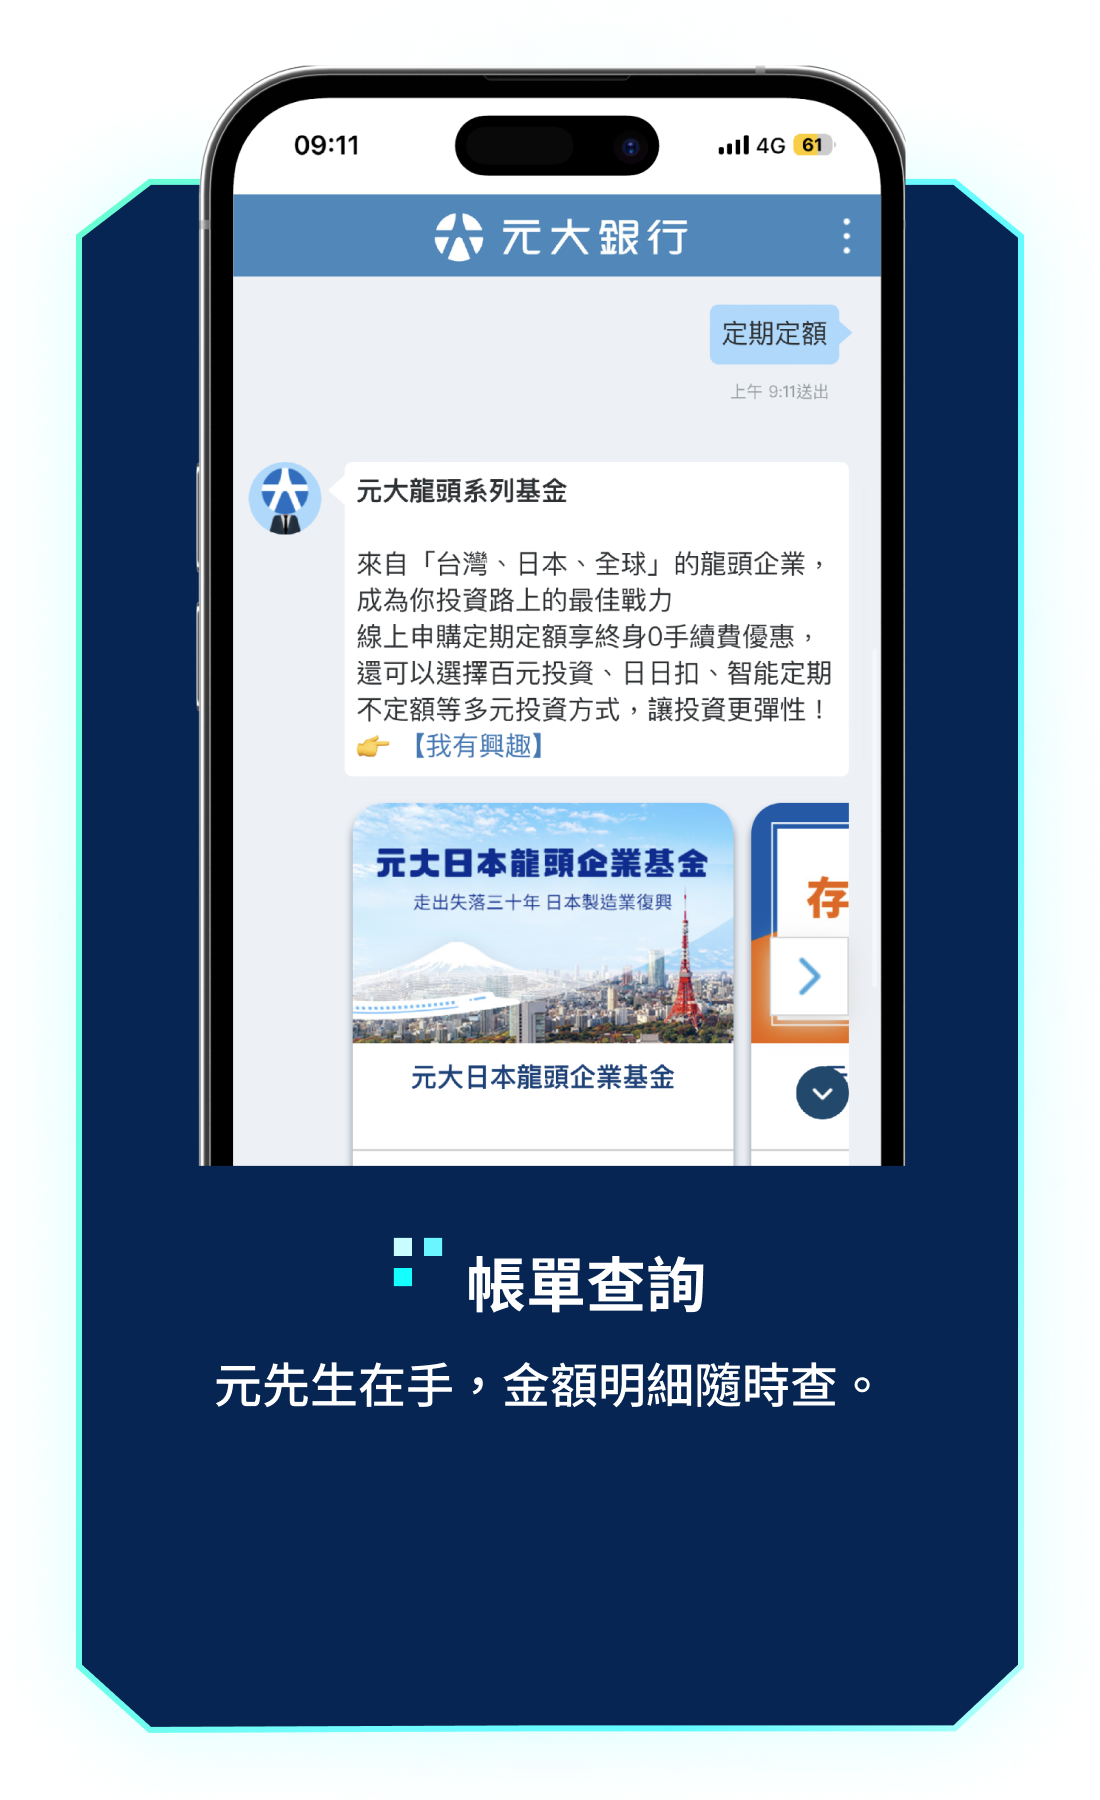 09:11
4G 61
元大銀行
定期定額
上午 9:11送出
元大龍頭系列基金
來自「台灣、日本、全球」的龍頭企業，
成為你投資路上的最佳戰力
線上申購定期定額享終身0手續費優惠，
還可以選擇百元投資、日日扣、智能定期
不定額等多元投資方式，讓投資更彈性！
👉 【我有興趣】
元大日本龍頭企業基金
走出失落三十年 日本製造業復興
存
元大日本龍頭企業基金
帳單查詢
元先生在手，金額明細隨時查。